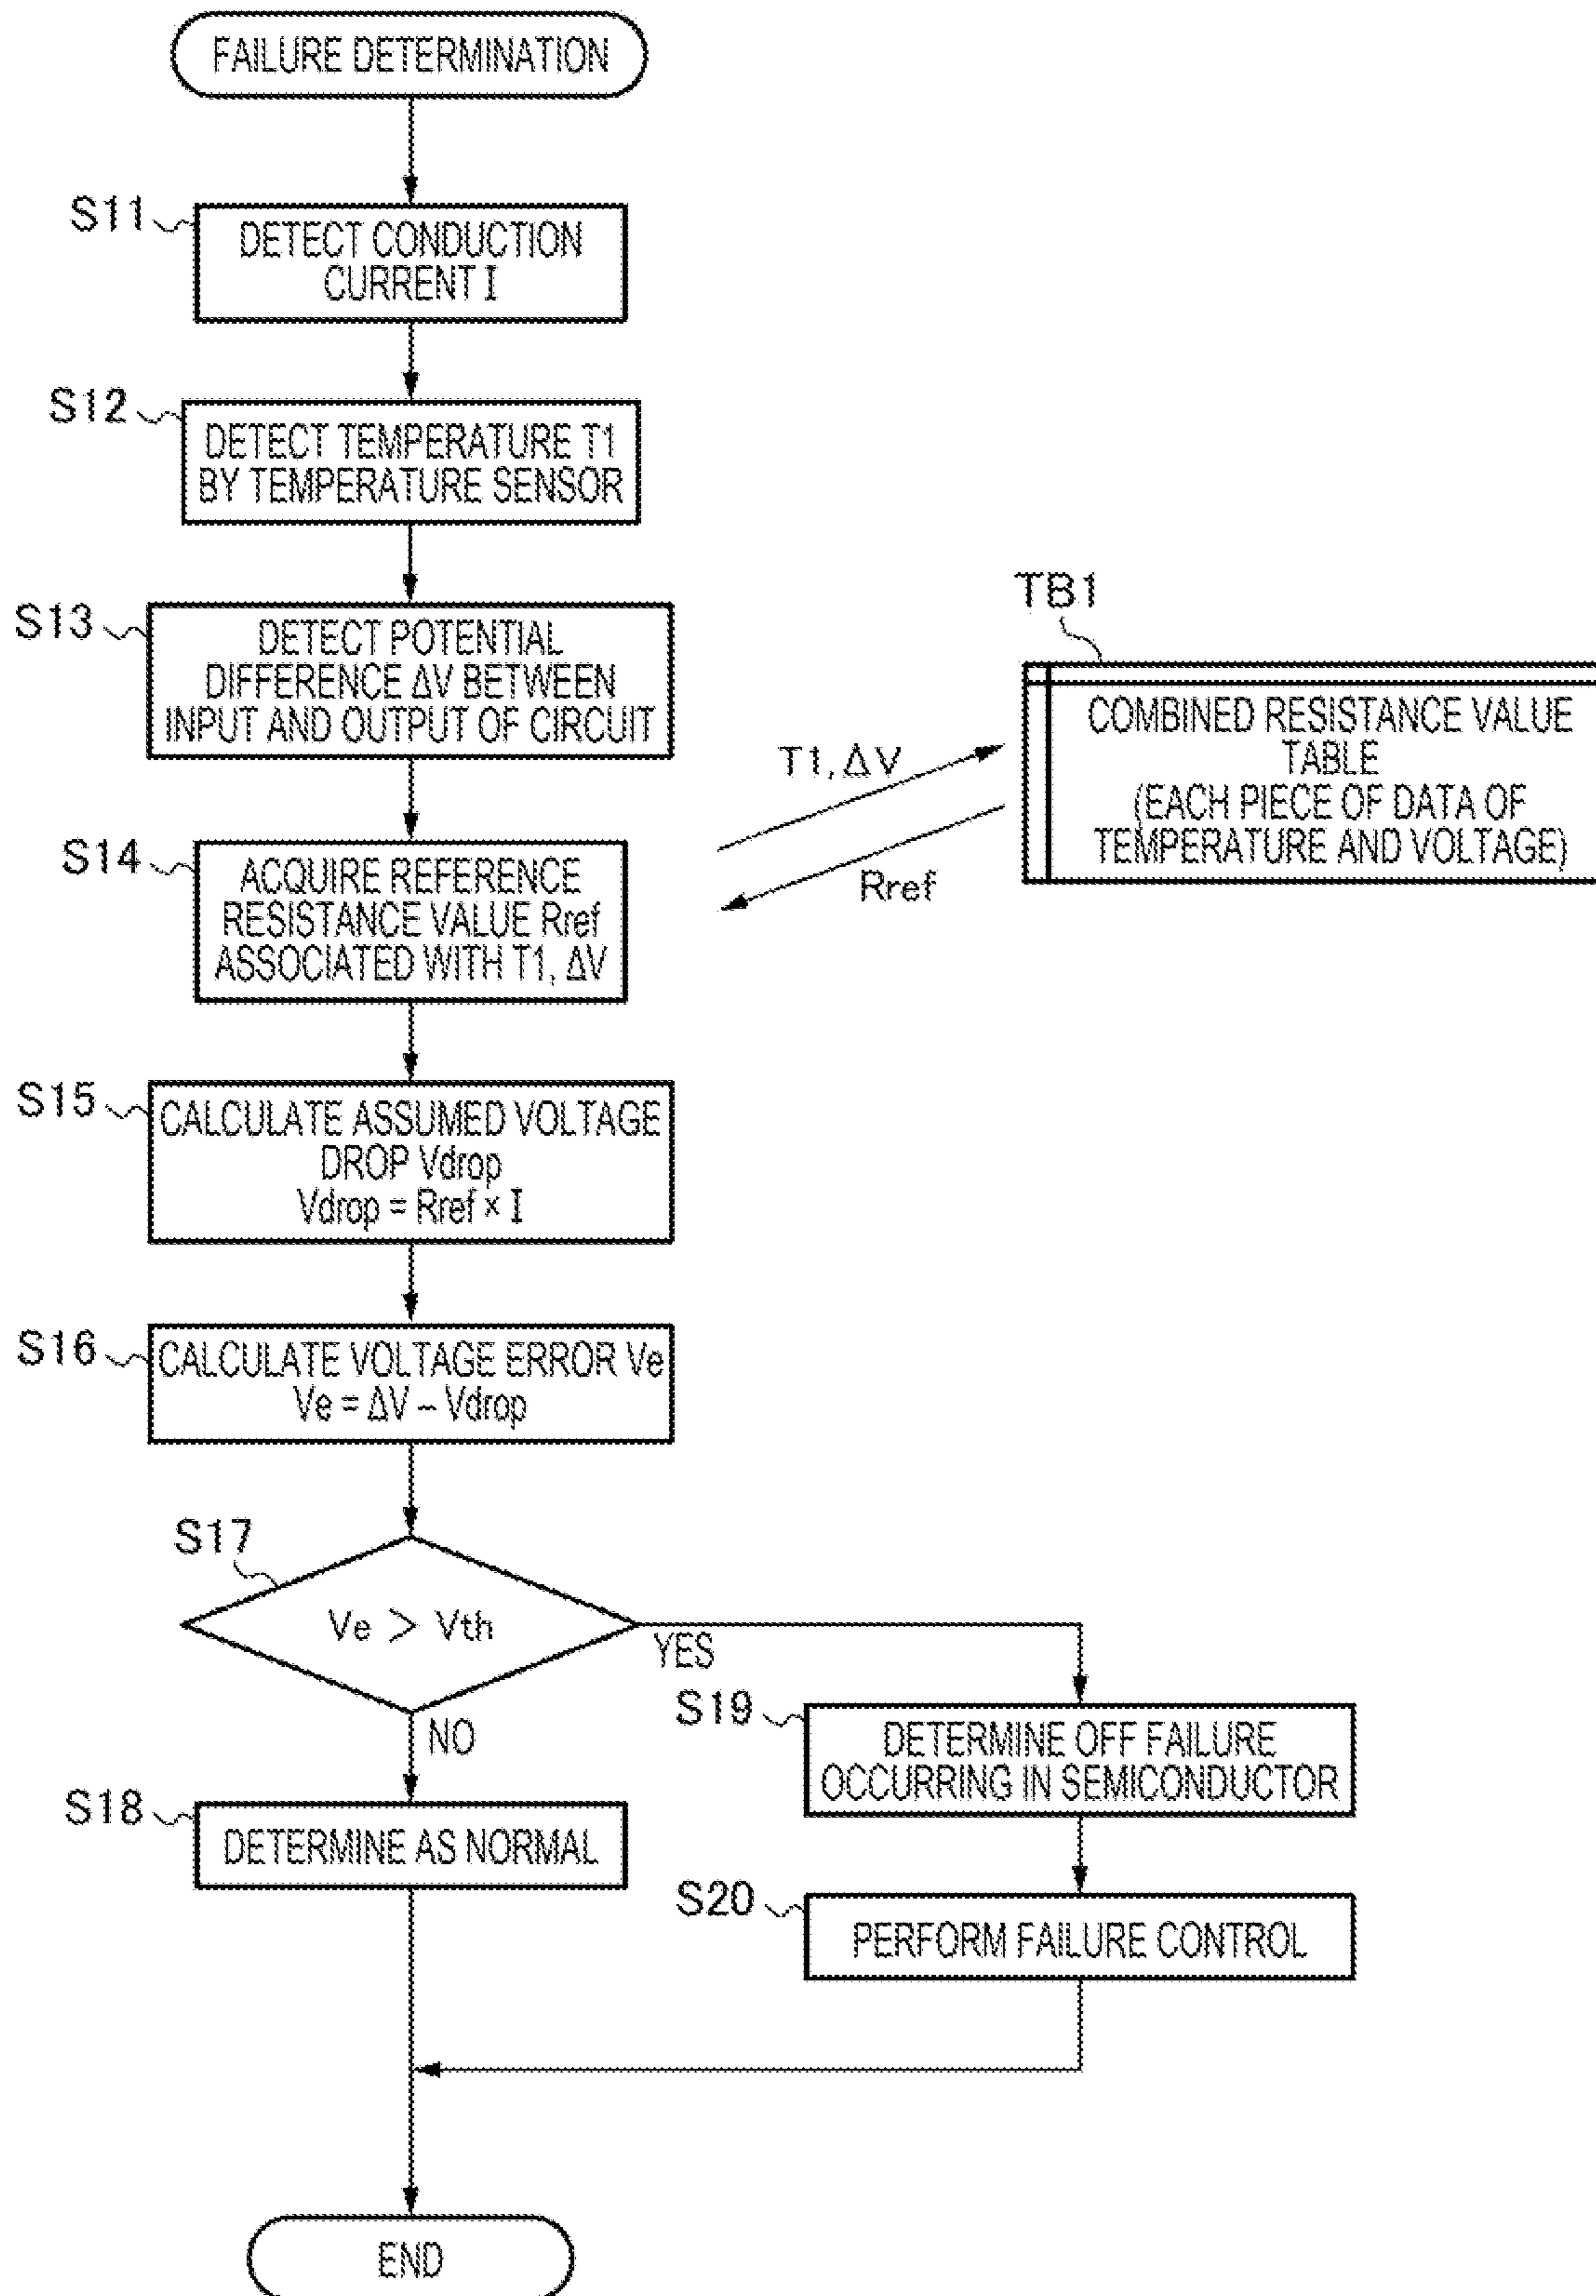 FAILURE DETERMINATION
S11
DETECT CONDUCTION
CURRENT I
S12
DETECT TEMPERATURE T1
BY TEMPERATURE SENSOR
S13
DETECT POTENTIAL
DIFFERENCE ΔV BETWEEN
INPUT AND OUTPUT OF CIRCUIT
TB1
COMBINED RESISTANCE VALUE
TABLE
(EACH PIECE OF DATA OF
TEMPERATURE AND VOLTAGE)
T1, ΔV
Rref
S14
ACQUIRE REFERENCE
RESISTANCE VALUE Rref
ASSOCIATED WITH T1, ΔV
S15
CALCULATE ASSUMED VOLTAGE
DROP Vdrop
Vdrop = Rref × I
S16
CALCULATE VOLTAGE ERROR Ve
Ve = ΔV – Vdrop
S17
Ve > Vth
YES
NO
S18
DETERMINE AS NORMAL
S19
DETERMINE OFF FAILURE
OCCURRING IN SEMICONDUCTOR
S20
PERFORM FAILURE CONTROL
END